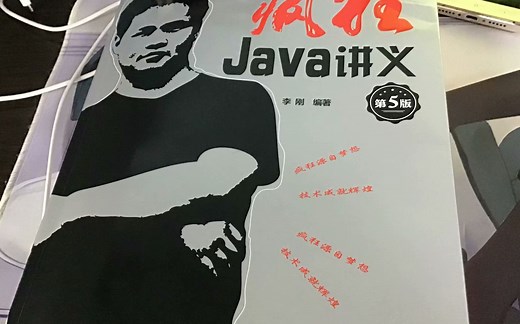 疯狂
Java讲义
李刚 编著
第5版
疯狂源自梦想
技术成就辉煌
疯狂源自梦想
技术成就辉煌